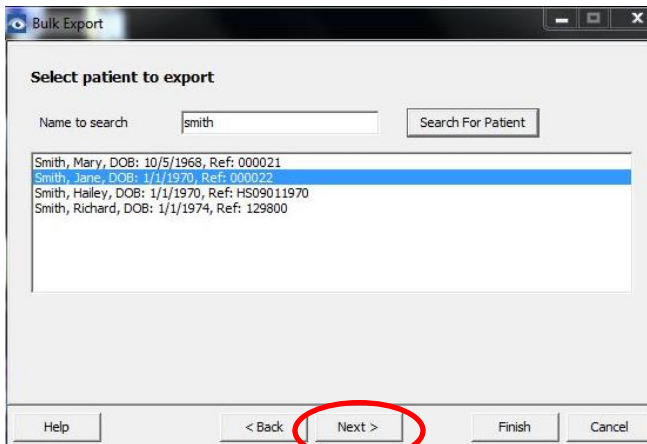 Bulk Export
Select patient to export
Name to search smith Search For Patient
Smith, Mary, DOB: 10/5/1968, Ref: 000021
Smith, Jane, DOB: 1/1/1970, Ref: 000022
Smith, Hailey, DOB: 1/1/1970, Ref: HS09011970
Smith, Richard, DOB: 1/1/1974, Ref: 129800
Help < Back Next > Finish Cancel